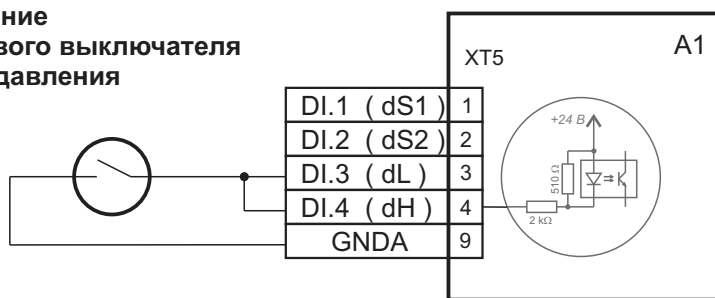 ние
вого выключателя
давления
XT5
A1
DI.1 ( dS1 ) 1
DI.2 ( dS2 ) 2
DI.3 ( dL ) 3
DI.4 ( dH ) 4
GNDA 9
+24 В
510 Ω
2 kΩ